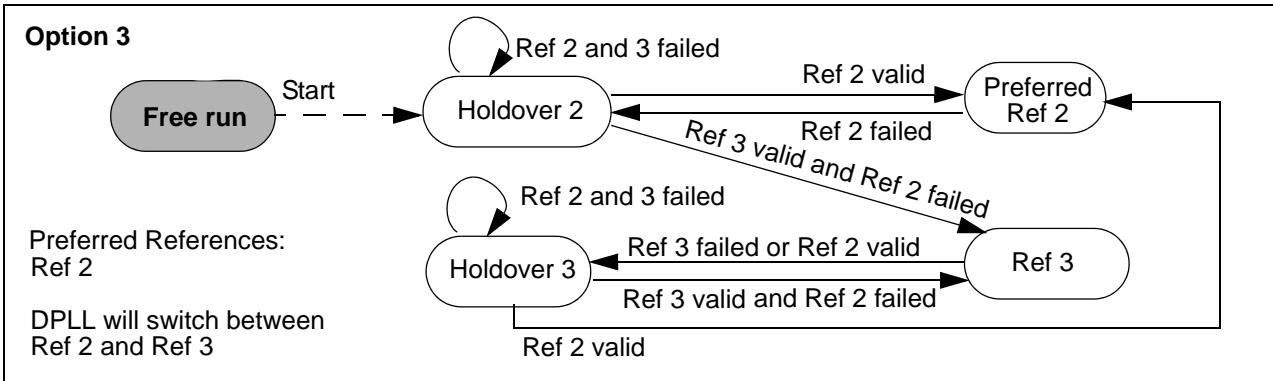 Option 3
Ref 2 and 3 failed
Start
Free run
Holdover 2
Ref 2 valid
Ref 2 failed
Preferred
Ref 2
Ref 3 valid and Ref 2 failed
Ref 2 and 3 failed
Holdover 3
Ref 3 failed or Ref 2 valid
Ref 3 valid and Ref 2 failed
Ref 3
Ref 2 valid
Preferred References:
Ref 2
DPLL will switch between
Ref 2 and Ref 3